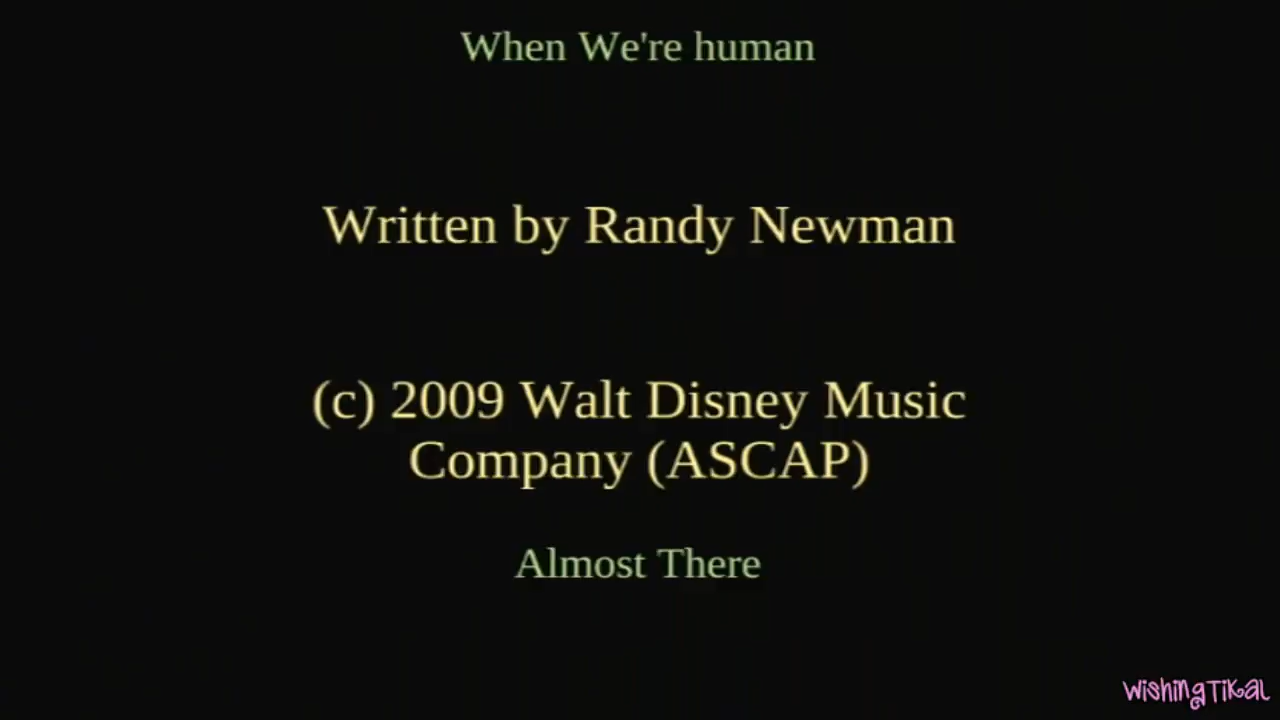 When We're human
Written by Randy Newman
(c) 2009 Walt Disney Music
Company (ASCAP)
Almost There
wishingTikal